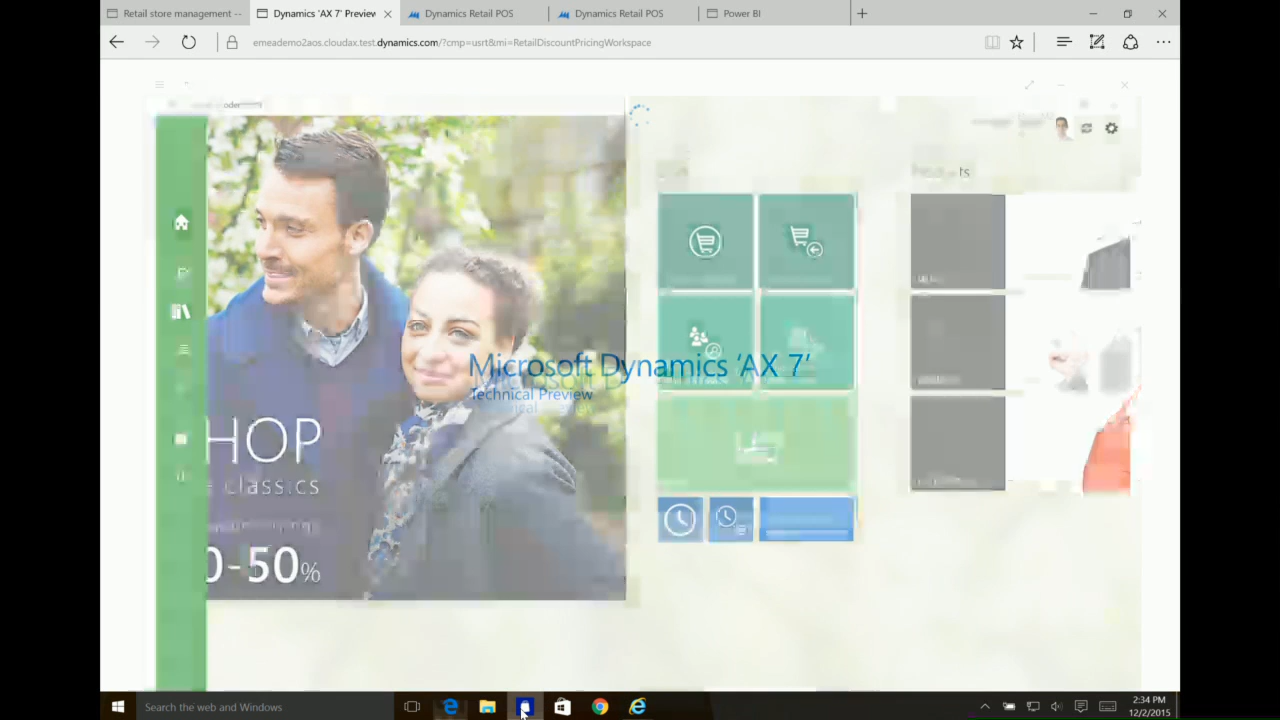 Retail store management --
Dynamics 'AX 7' Preview
Dynamics Retail POS
Dynamics Retail POS
Power BI
emeademo2aos.cloudax.test.dynamics.com/?cmp=usrt&mi=RetailDiscountPricingWorkspace
HOP
classics
0-50%
Microsoft Dynamics 'AX 7'
Technical Preview
Search the web and Windows
2:34 PM
12/2/2015